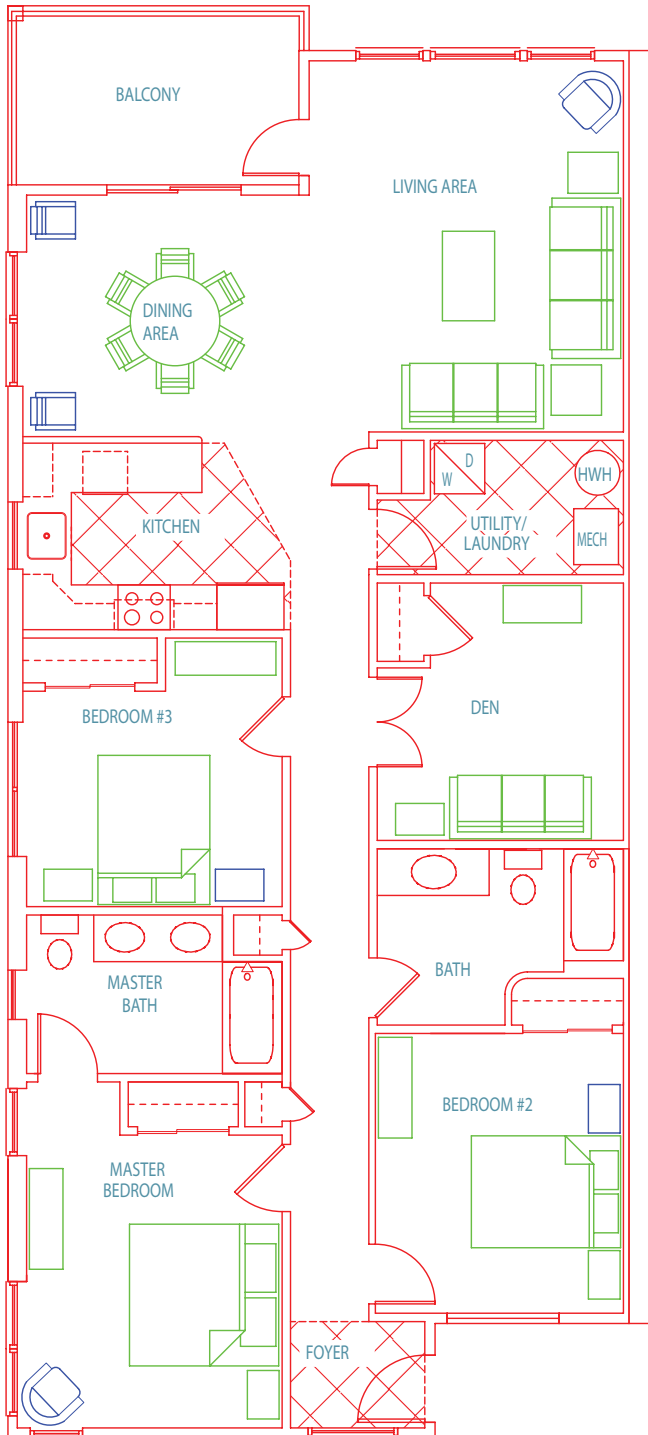 BALCONY
LIVING AREA
DINING
AREA
D
W
HWH
KITCHEN
UTILITY/
LAUNDRY
MECH
BEDROOM #3
DEN
MASTER
BATH
BATH
BEDROOM #2
MASTER
BEDROOM
FOYER